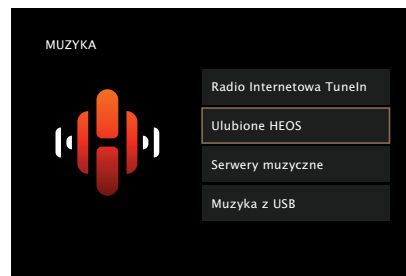 MUZYKA
Radio Internetowa TuneIn
Ulubione HEOS
Serwery muzyczne
Muzyka z USB